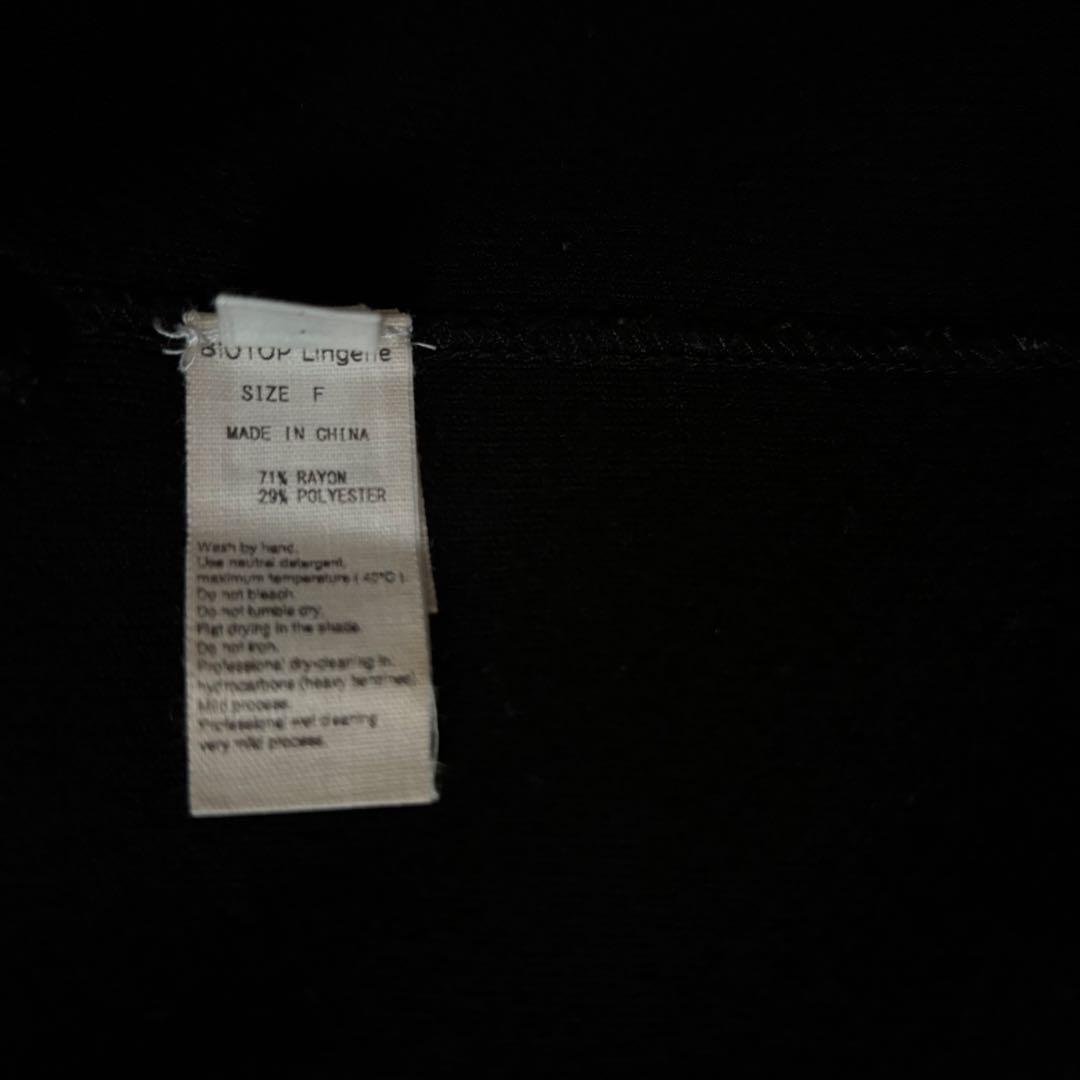 BIOTOP Lingerie
SIZE F
MADE IN CHINA
71% RAYON
29% POLYESTER
Wash by hand.
Use neutral detergent,
maximum temperature ( 40°C ).
Do not bleach.
Do not tumble dry.
Flat drying in the shade.
Do not iron.
Professional dry-cleaning in.
hydrocarbons (heavy benzines)
Mild process.
Professional wet cleaning
very mild process.